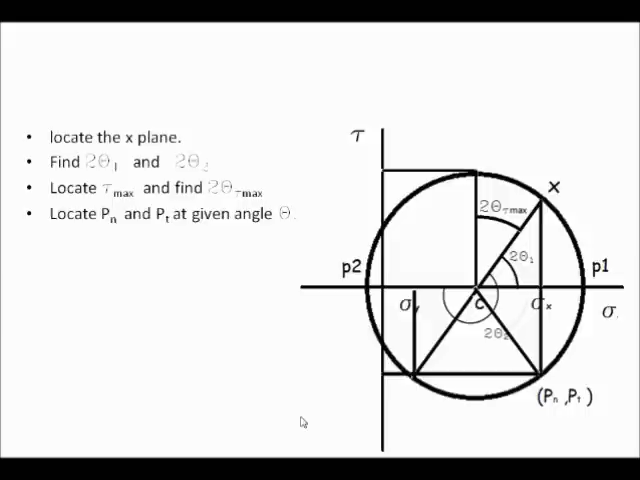 • locate the x plane.
• Find 2Θ₁ and 2Θ₂
• Locate τmax and find 2Θτmax
• Locate Pn and Pt at given angle Θ.
τ
x
2Θτmax
2Θ₁
p2
p1
σy
C
σx
σ.
2Θ₂
(Pn ,Pt )